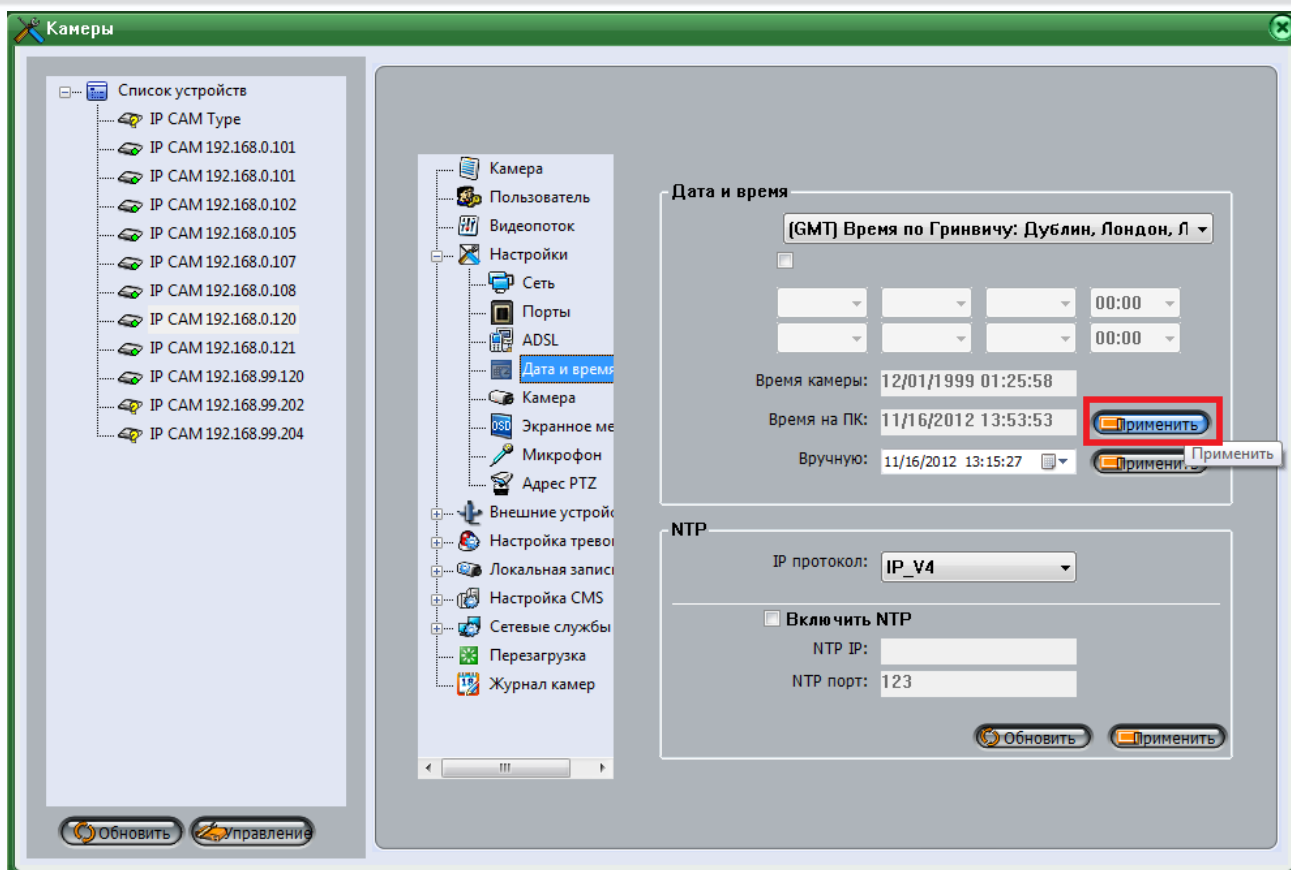 Камеры
Список устройств
IP CAM Type
IP CAM 192.168.0.101
IP CAM 192.168.0.101
IP CAM 192.168.0.102
IP CAM 192.168.0.105
IP CAM 192.168.0.107
IP CAM 192.168.0.108
IP CAM 192.168.0.120
IP CAM 192.168.0.121
IP CAM 192.168.99.120
IP CAM 192.168.99.202
IP CAM 192.168.99.204
Обновить Управление
Камера
Пользователь
Видеопоток
Настройки
Сеть
Порты
ADSL
Дата и время
Камера
OSD Экранное ме
Микрофон
Адрес PTZ
Внешние устройс
Настройка тревог
Локальная запись
Настройка CMS
Сетевые службы
Перезагрузка
18 Журнал камер
Дата и время
(GMT) Время по Гринвичу: Дублин, Лондон, Л
00:00
00:00
Время камеры: 12/01/1999 01:25:58
Время на ПК: 11/16/2012 13:53:53 Применить
Применить
Вручную: 11/16/2012 13:15:27 Примени
NTP
IP протокол: IP_V4
Включить NTP
NTP IP:
NTP порт: 123
Обновить Применить